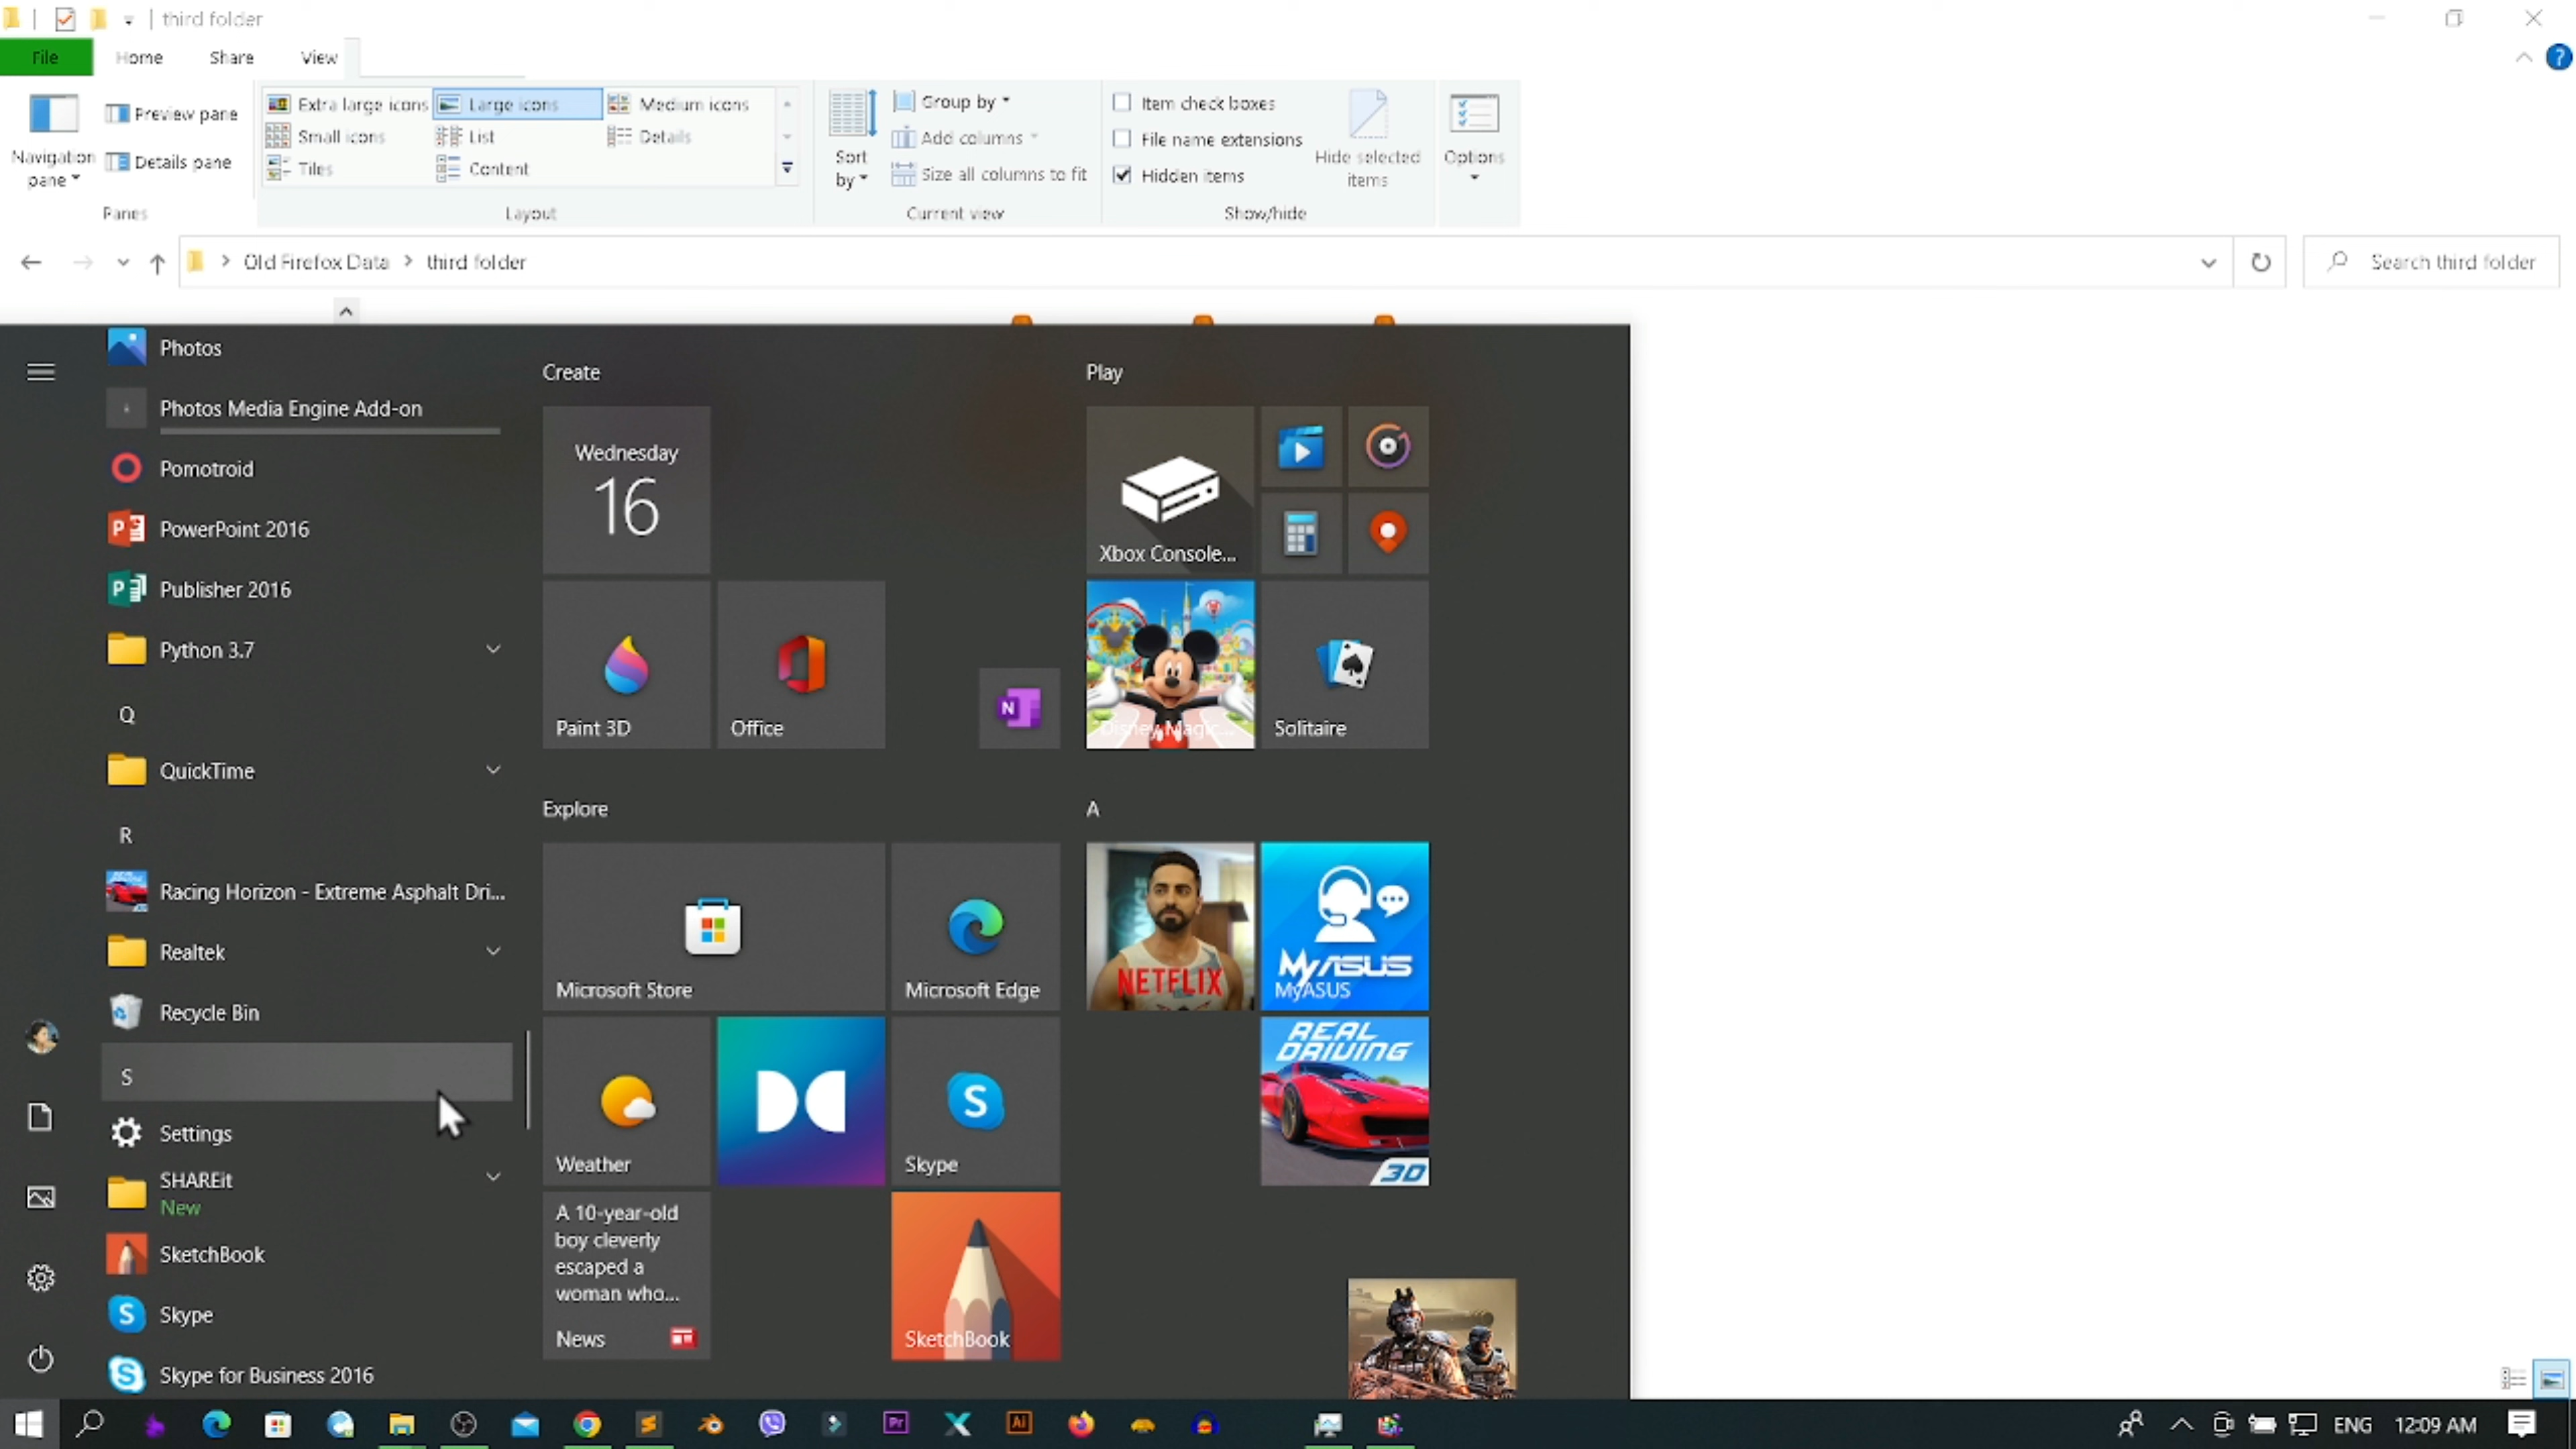 third folder
File
Home
Share
View
Navigation pane
Preview pane
Details pane
Panes
Extra large icons
Large icons
Medium icons
Small icons
List
Details
Tiles
Content
Layout
Sort by
Group by
Add columns
Size all columns to fit
Current view
Item check boxes
File name extensions
Hidden items
Hide selected items
Show/hide
Options
Old Firefox Data
third folder
Search third folder
Photos
Photos Media Engine Add-on
Pomotroid
PowerPoint 2016
Publisher 2016
Python 3.7
Q
QuickTime
R
Racing Horizon - Extreme Asphalt Dri...
Realtek
Recycle Bin
S
Settings
SHAREit
New
SketchBook
Skype
Skype for Business 2016
Create
Wednesday
16
Paint 3D
Office
N
Explore
Microsoft Store
Microsoft Edge
Weather
Skype
A 10-year-old
boy cleverly
escaped a
woman who...
News
SketchBook
Play
Xbox Console...
Disney Magic...
Solitaire
A
NETFLIX
MyASUS
MyASUS
REAL
DRIVING
3D
Pr
Ai
ENG
12:09 AM